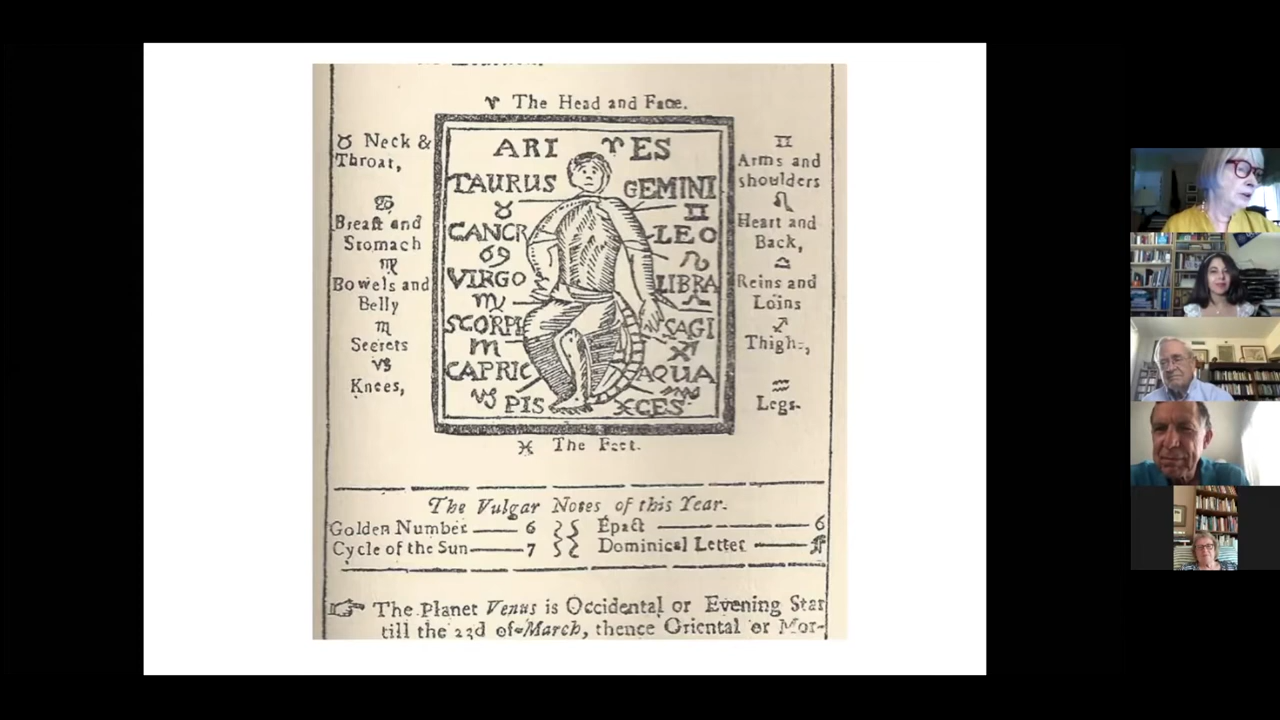 ♈ The Head and Face.
♉ Neck &
Throat,
♋
Breast and
Stomach
♍
Bowels and
Belly
♏
Secrets
♑
Knees,
ARI ♈ ES
TAURUS GEMINI
♉ ♊
CANCR LEO
♋ ♌
VIRGO LIBRA
♍ ♎
SCORPI SAGI
♏ ♐
CAPRIC AQUA
♑ ♒
PIS ♓ CES
♊
Arms and
shoulders
♌
Heart and
Back,
♎
Reins and
Loins
♐
Thighs,
♒
Legs.
♓ The Feet.
The Vulgar Notes of this Year.
Golden Number — 6 Epact — 6
Cycle of the Sun — 7 Dominical Letter —
☞ The Planet Venus is Occidental or Evening Star
till the 23d of March, thence Oriental or Mor-